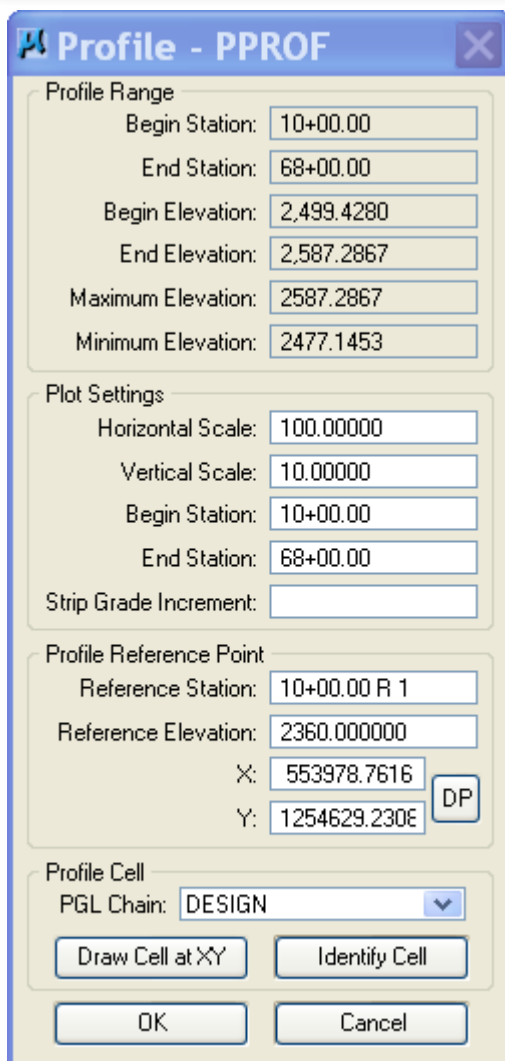 Profile - PPROF
Profile Range
Begin Station: 10+00.00
End Station: 68+00.00
Begin Elevation: 2,499.4280
End Elevation: 2,587.2867
Maximum Elevation: 2587.2867
Minimum Elevation: 2477.1453
Plot Settings
Horizontal Scale: 100.00000
Vertical Scale: 10.00000
Begin Station: 10+00.00
End Station: 68+00.00
Strip Grade Increment:
Profile Reference Point
Reference Station: 10+00.00 R 1
Reference Elevation: 2360.000000
X: 553978.7616
DP
Y: 1254629.2308
Profile Cell
PGL Chain: DESIGN
Draw Cell at XY Identify Cell
OK Cancel